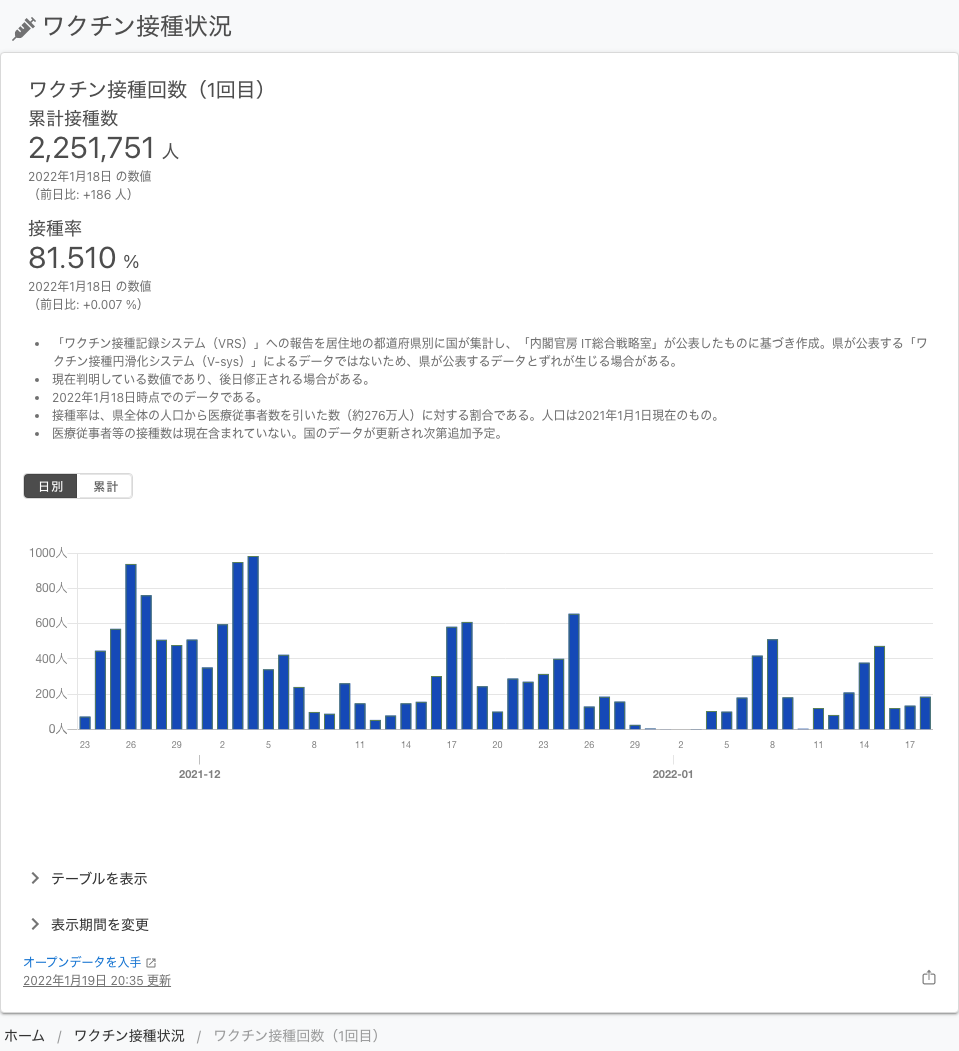 ワクチン接種状況
ワクチン接種回数（1回目）
累計接種数
2,251,751 人
2022年1月18日 の数値
（前日比: +186 人）
接種率
81.510 %
2022年1月18日 の数値
（前日比: +0.007 %）
• 「ワクチン接種記録システム（VRS）」への報告を居住地の都道府県別に国が集計し、「内閣官房 IT総合戦略室」が公表したものに基づき作成。県が公表する「ワ
クチン接種円滑化システム（V-sys）」によるデータではないため、県が公表するデータとずれが生じる場合がある。
• 現在判明している数値であり、後日修正される場合がある。
• 2022年1月18日時点でのデータである。
• 接種率は、県全体の人口から医療従事者数を引いた数（約276万人）に対する割合である。人口は2021年1月1日現在のもの。
• 医療従事者等の接種数は現在含まれていない。国のデータが更新され次第追加予定。
日別 累計
1000人
800人
600人
400人
200人
0人
23 26 29 2 5 8 11 14 17 20 23 26 29 2 5 8 11 14 17
2021-12 2022-01
テーブルを表示
表示期間を変更
オープンデータを入手
2022年1月19日 20:35 更新
ホーム / ワクチン接種状況 / ワクチン接種回数（1回目）